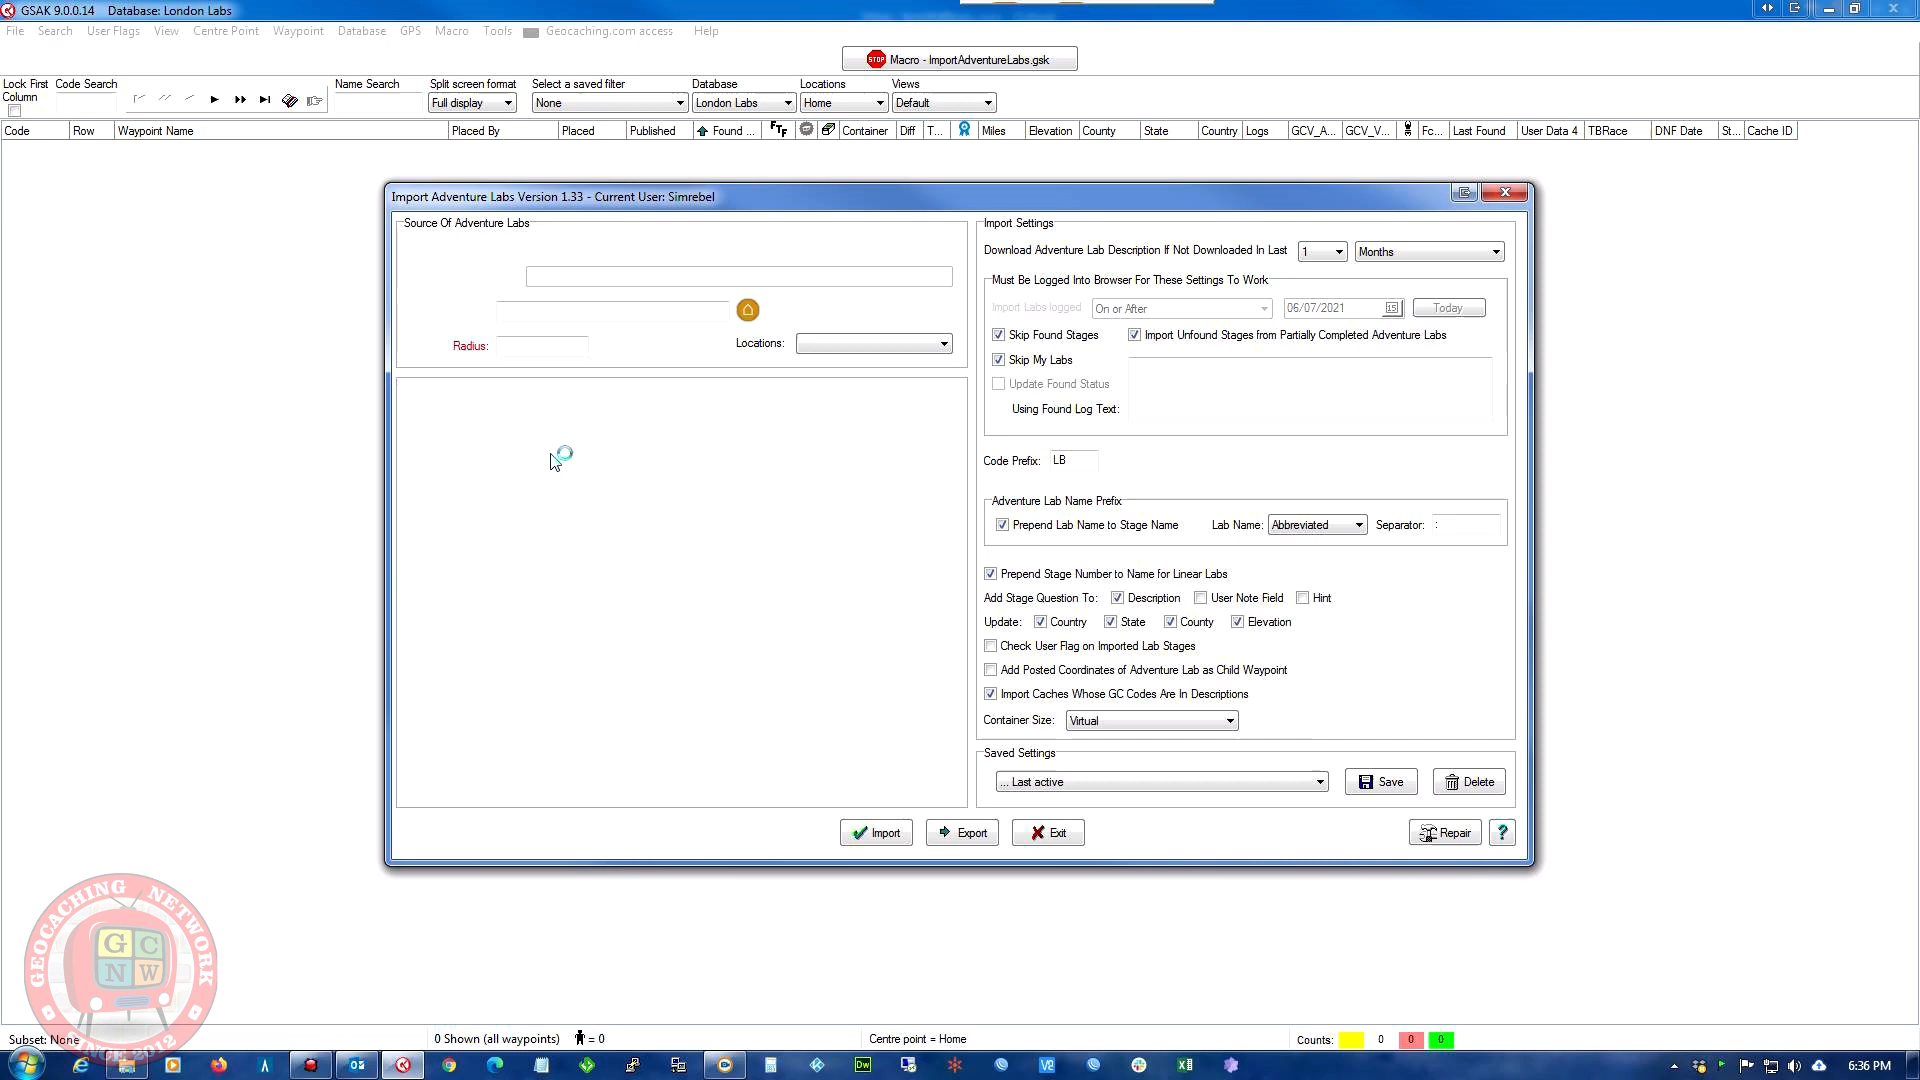 GSAK 9.0.0.14   Database: London Labs
File   Search   User Flags   View   Centre Point   Waypoint   Database   GPS   Macro   Tools   Geocaching.com access   Help
STOP Macro - ImportAdventureLabs.gsk
Lock First Column   Code Search   Name Search   Split screen format   Select a saved filter   Database   Locations   Views
Full display   None   London Labs   Home   Default
Code   Row   Waypoint Name   Placed By   Placed   Published   Found ...   FTF   Container   Diff   T...   Miles   Elevation   County   State   Country   Logs   GCV_A...   GCV_V...   Fc...   Last Found   User Data 4   TBRace   DNF Date   St...   Cache ID
Import Adventure Labs Version 1.33 - Current User: Simrebel
Source Of Adventure Labs
Radius:   Locations:
Import Settings
Download Adventure Lab Description If Not Downloaded In Last   1   Months
Must Be Logged Into Browser For These Settings To Work
Import Labs logged   On or After   06/07/2021   15   Today
Skip Found Stages   Import Unfound Stages from Partially Completed Adventure Labs
Skip My Labs
Update Found Status
Using Found Log Text:
Code Prefix:   LB
Adventure Lab Name Prefix
Prepend Lab Name to Stage Name   Lab Name:   Abbreviated   Separator:   :
Prepend Stage Number to Name for Linear Labs
Add Stage Question To:   Description   User Note Field   Hint
Update:   Country   State   County   Elevation
Check User Flag on Imported Lab Stages
Add Posted Coordinates of Adventure Lab as Child Waypoint
Import Caches Whose GC Codes Are In Descriptions
Container Size:   Virtual
Saved Settings
... Last active   Save   Delete
Import   Export   Exit   Repair   ?
GEOCACHING NETWORK
G C
N W
SINCE 2012
Subset: None   0 Shown (all waypoints)   = 0   Centre point = Home   Counts:   0   0   0
6:36 PM